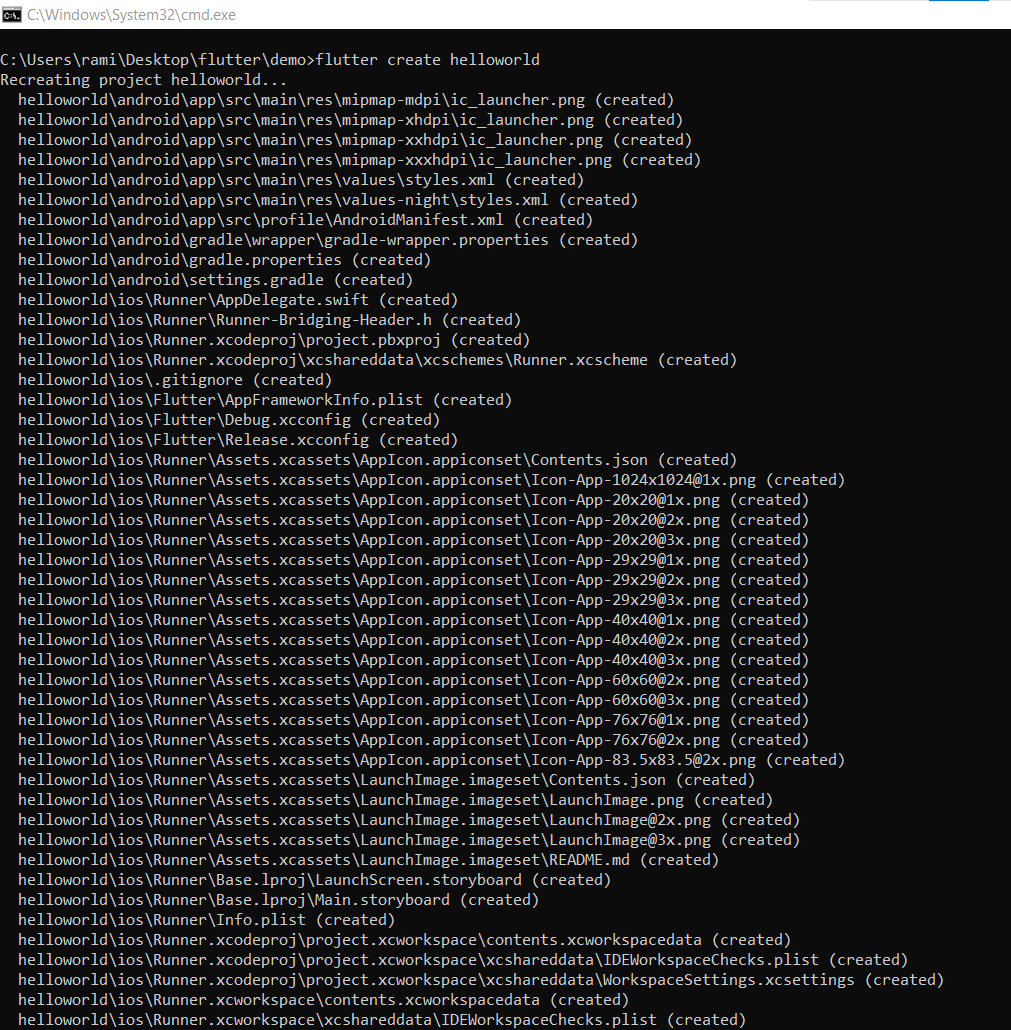 C:\Windows\System32\cmd.exe
C:\Users\rami\Desktop\flutter\demo>flutter create helloworld
Recreating project helloworld...
helloworld\android\app\src\main\res\mipmap-mdpi\ic_launcher.png (created)
helloworld\android\app\src\main\res\mipmap-xhdpi\ic_launcher.png (created)
helloworld\android\app\src\main\res\mipmap-xxhdpi\ic_launcher.png (created)
helloworld\android\app\src\main\res\mipmap-xxxhdpi\ic_launcher.png (created)
helloworld\android\app\src\main\res\values\styles.xml (created)
helloworld\android\app\src\main\res\values-night\styles.xml (created)
helloworld\android\app\src\profile\AndroidManifest.xml (created)
helloworld\android\gradle\wrapper\gradle-wrapper.properties (created)
helloworld\android\gradle.properties (created)
helloworld\android\settings.gradle (created)
helloworld\ios\Runner\AppDelegate.swift (created)
helloworld\ios\Runner\Runner-Bridging-Header.h (created)
helloworld\ios\Runner.xcodeproj\project.pbxproj (created)
helloworld\ios\Runner.xcodeproj\xcshareddata\xcschemes\Runner.xcscheme (created)
helloworld\ios\.gitignore (created)
helloworld\ios\Flutter\AppFrameworkInfo.plist (created)
helloworld\ios\Flutter\Debug.xcconfig (created)
helloworld\ios\Flutter\Release.xcconfig (created)
helloworld\ios\Runner\Assets.xcassets\AppIcon.appiconset\Contents.json (created)
helloworld\ios\Runner\Assets.xcassets\AppIcon.appiconset\Icon-App-1024x1024@1x.png (created)
helloworld\ios\Runner\Assets.xcassets\AppIcon.appiconset\Icon-App-20x20@1x.png (created)
helloworld\ios\Runner\Assets.xcassets\AppIcon.appiconset\Icon-App-20x20@2x.png (created)
helloworld\ios\Runner\Assets.xcassets\AppIcon.appiconset\Icon-App-20x20@3x.png (created)
helloworld\ios\Runner\Assets.xcassets\AppIcon.appiconset\Icon-App-29x29@1x.png (created)
helloworld\ios\Runner\Assets.xcassets\AppIcon.appiconset\Icon-App-29x29@2x.png (created)
helloworld\ios\Runner\Assets.xcassets\AppIcon.appiconset\Icon-App-29x29@3x.png (created)
helloworld\ios\Runner\Assets.xcassets\AppIcon.appiconset\Icon-App-40x40@1x.png (created)
helloworld\ios\Runner\Assets.xcassets\AppIcon.appiconset\Icon-App-40x40@2x.png (created)
helloworld\ios\Runner\Assets.xcassets\AppIcon.appiconset\Icon-App-40x40@3x.png (created)
helloworld\ios\Runner\Assets.xcassets\AppIcon.appiconset\Icon-App-60x60@2x.png (created)
helloworld\ios\Runner\Assets.xcassets\AppIcon.appiconset\Icon-App-60x60@3x.png (created)
helloworld\ios\Runner\Assets.xcassets\AppIcon.appiconset\Icon-App-76x76@1x.png (created)
helloworld\ios\Runner\Assets.xcassets\AppIcon.appiconset\Icon-App-76x76@2x.png (created)
helloworld\ios\Runner\Assets.xcassets\AppIcon.appiconset\Icon-App-83.5x83.5@2x.png (created)
helloworld\ios\Runner\Assets.xcassets\LaunchImage.imageset\Contents.json (created)
helloworld\ios\Runner\Assets.xcassets\LaunchImage.imageset\LaunchImage.png (created)
helloworld\ios\Runner\Assets.xcassets\LaunchImage.imageset\LaunchImage@2x.png (created)
helloworld\ios\Runner\Assets.xcassets\LaunchImage.imageset\LaunchImage@3x.png (created)
helloworld\ios\Runner\Assets.xcassets\LaunchImage.imageset\README.md (created)
helloworld\ios\Runner\Base.lproj\LaunchScreen.storyboard (created)
helloworld\ios\Runner\Base.lproj\Main.storyboard (created)
helloworld\ios\Runner\Info.plist (created)
helloworld\ios\Runner.xcodeproj\project.xcworkspace\contents.xcworkspacedata (created)
helloworld\ios\Runner.xcodeproj\project.xcworkspace\xcshareddata\IDEWorkspaceChecks.plist (created)
helloworld\ios\Runner.xcodeproj\project.xcworkspace\xcshareddata\WorkspaceSettings.xcsettings (created)
helloworld\ios\Runner.xcworkspace\contents.xcworkspacedata (created)
helloworld\ios\Runner.xcworkspace\xcshareddata\IDEWorkspaceChecks.plist (created)